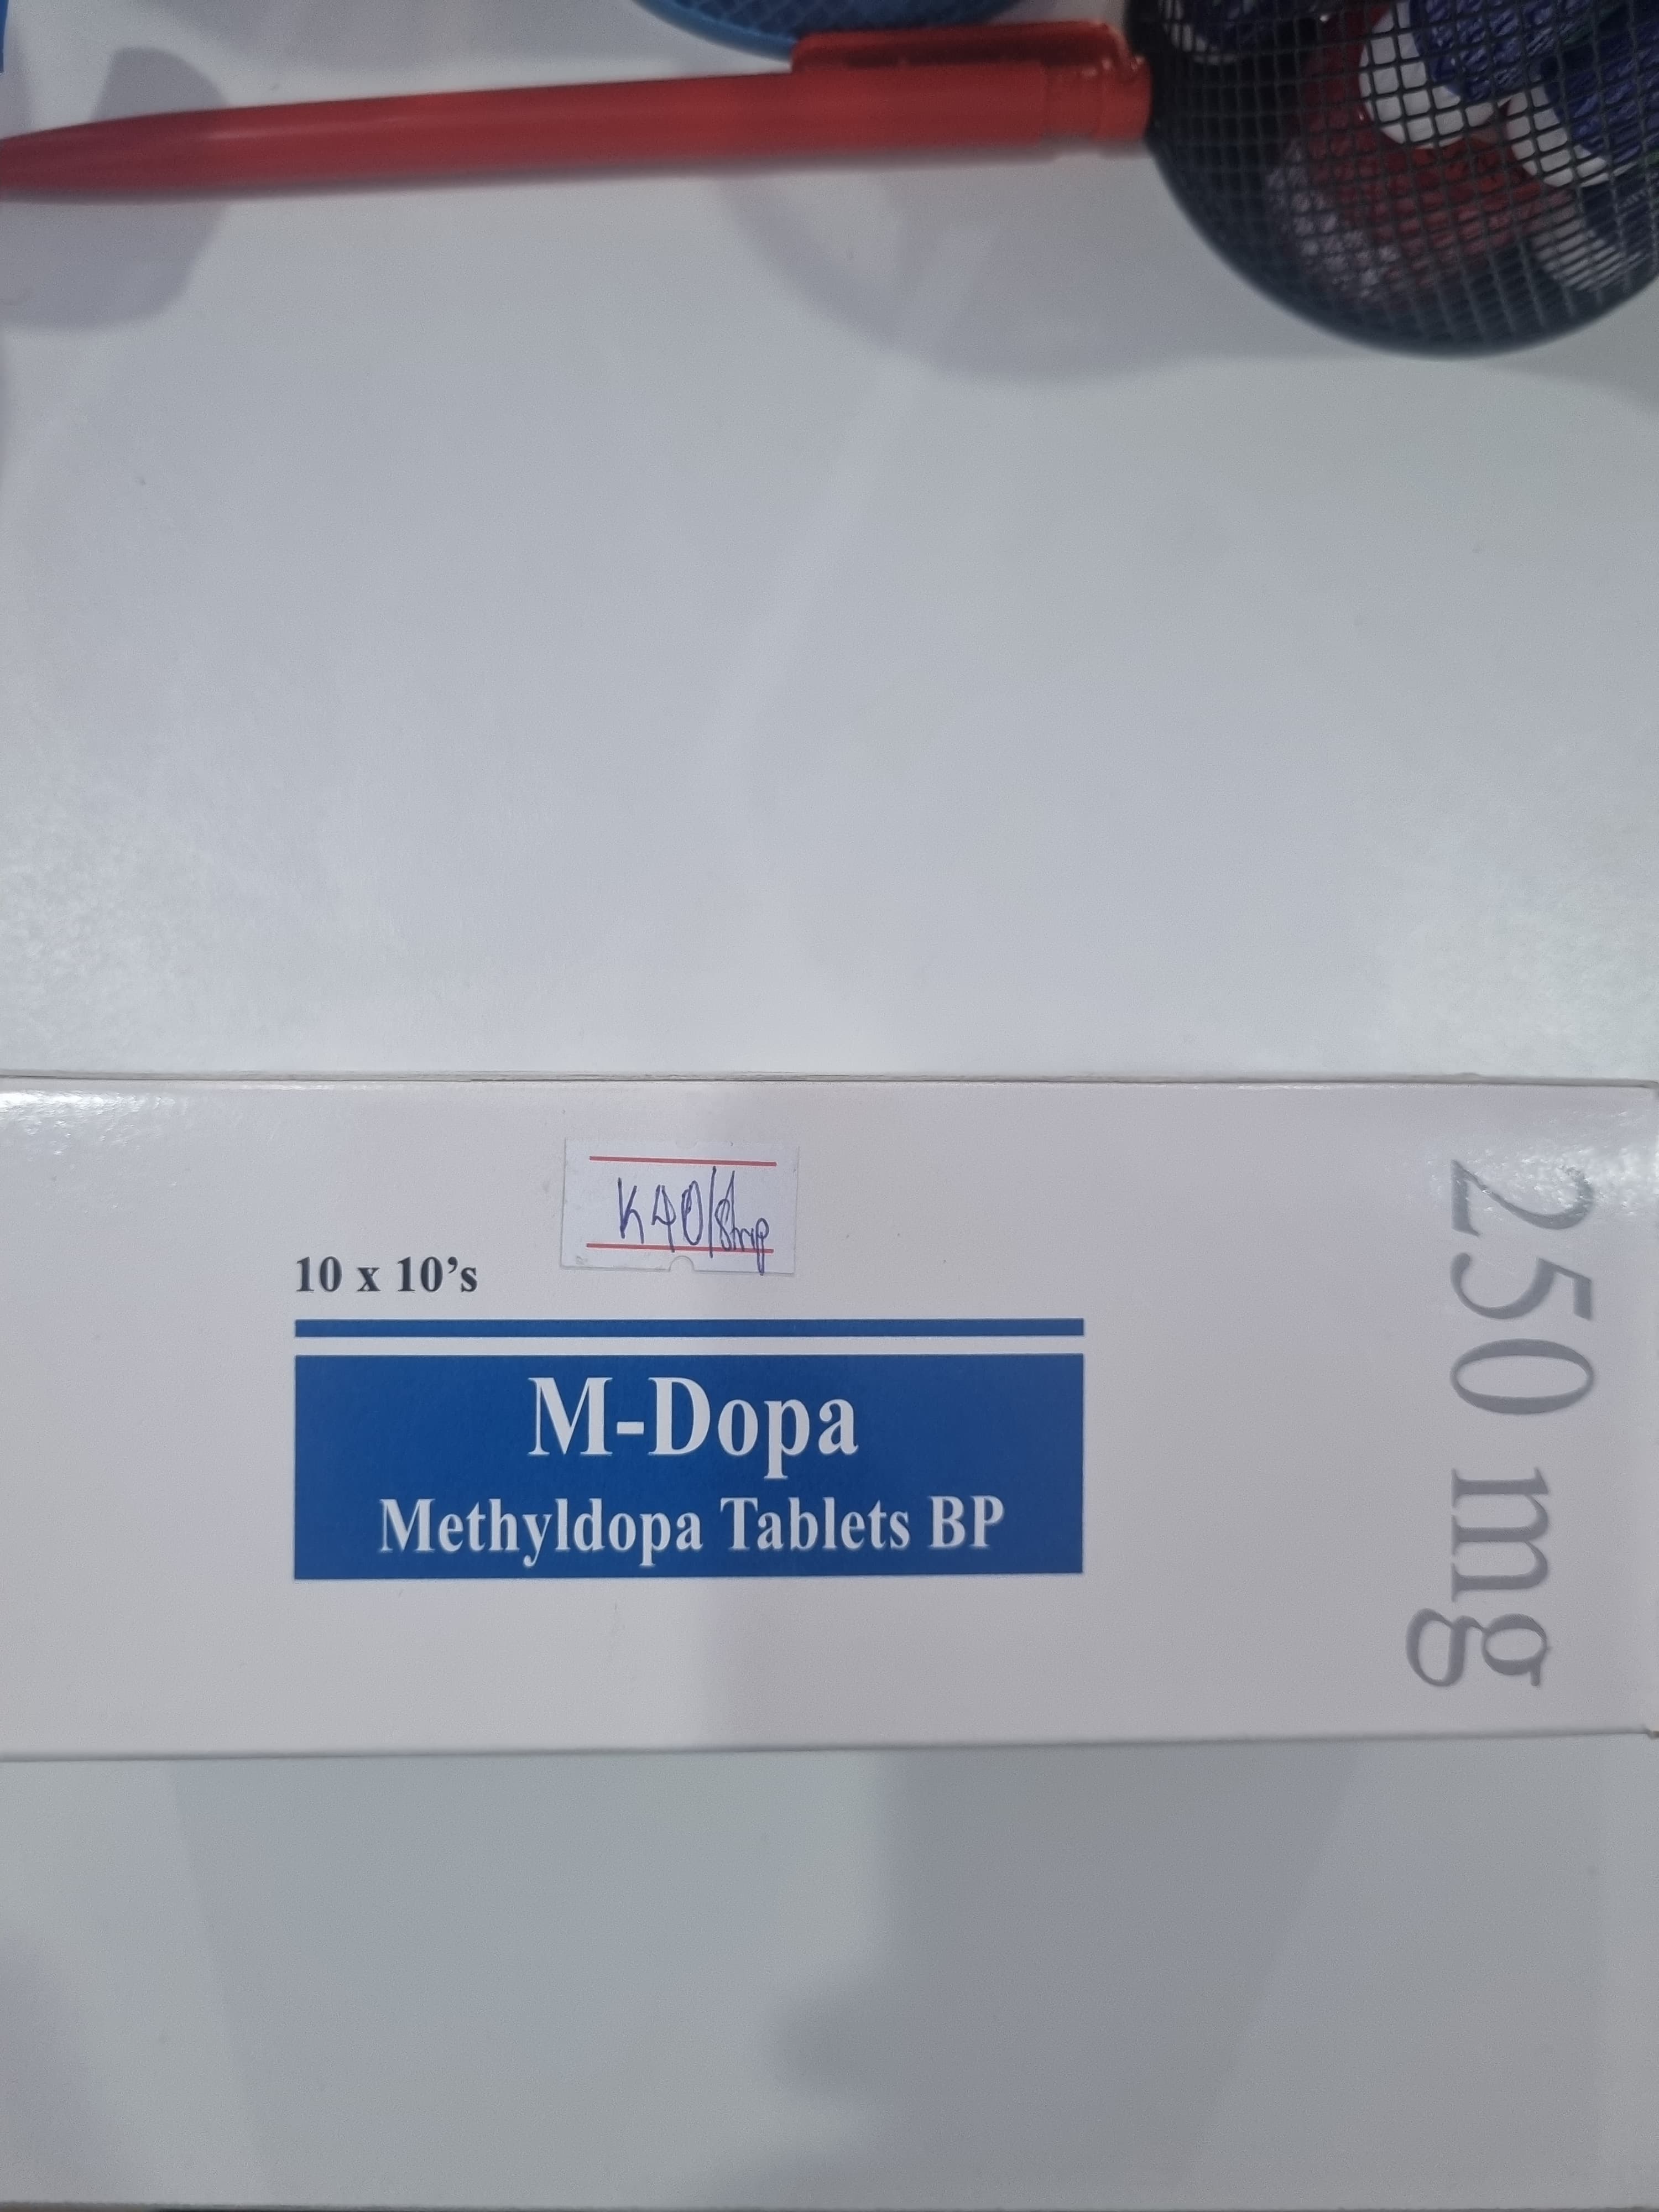 K40/strip
10 x 10's
M-Dopa
Methyldopa Tablets BP
250 mg